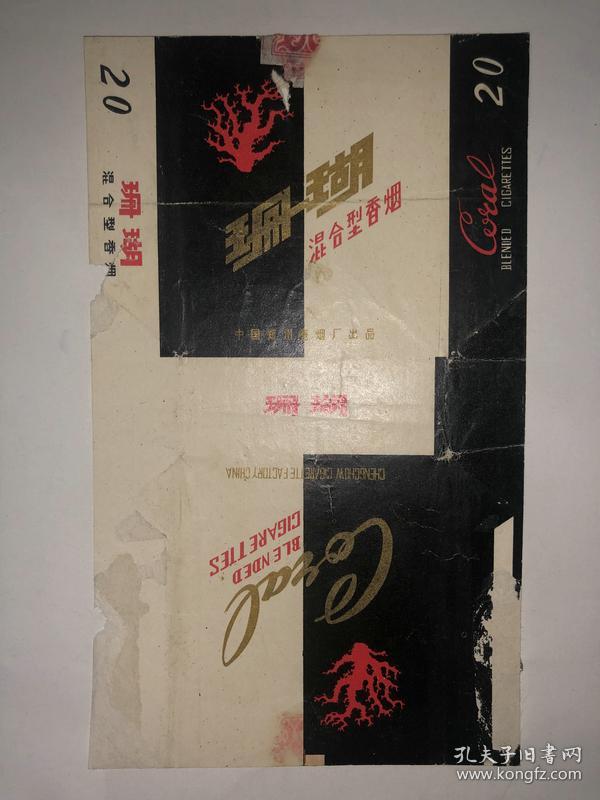 20
珊瑚
混合型香烟
珊瑚
混合型香烟
中国郑州卷烟厂出品
20
Coral
BLENDED CIGARETTES
珊瑚
CHENGCHOW CIGARETTE FACTORY CHINA
BLENDED
CIGARETTES
Coral
孔夫子旧书网
www.kongfz.com